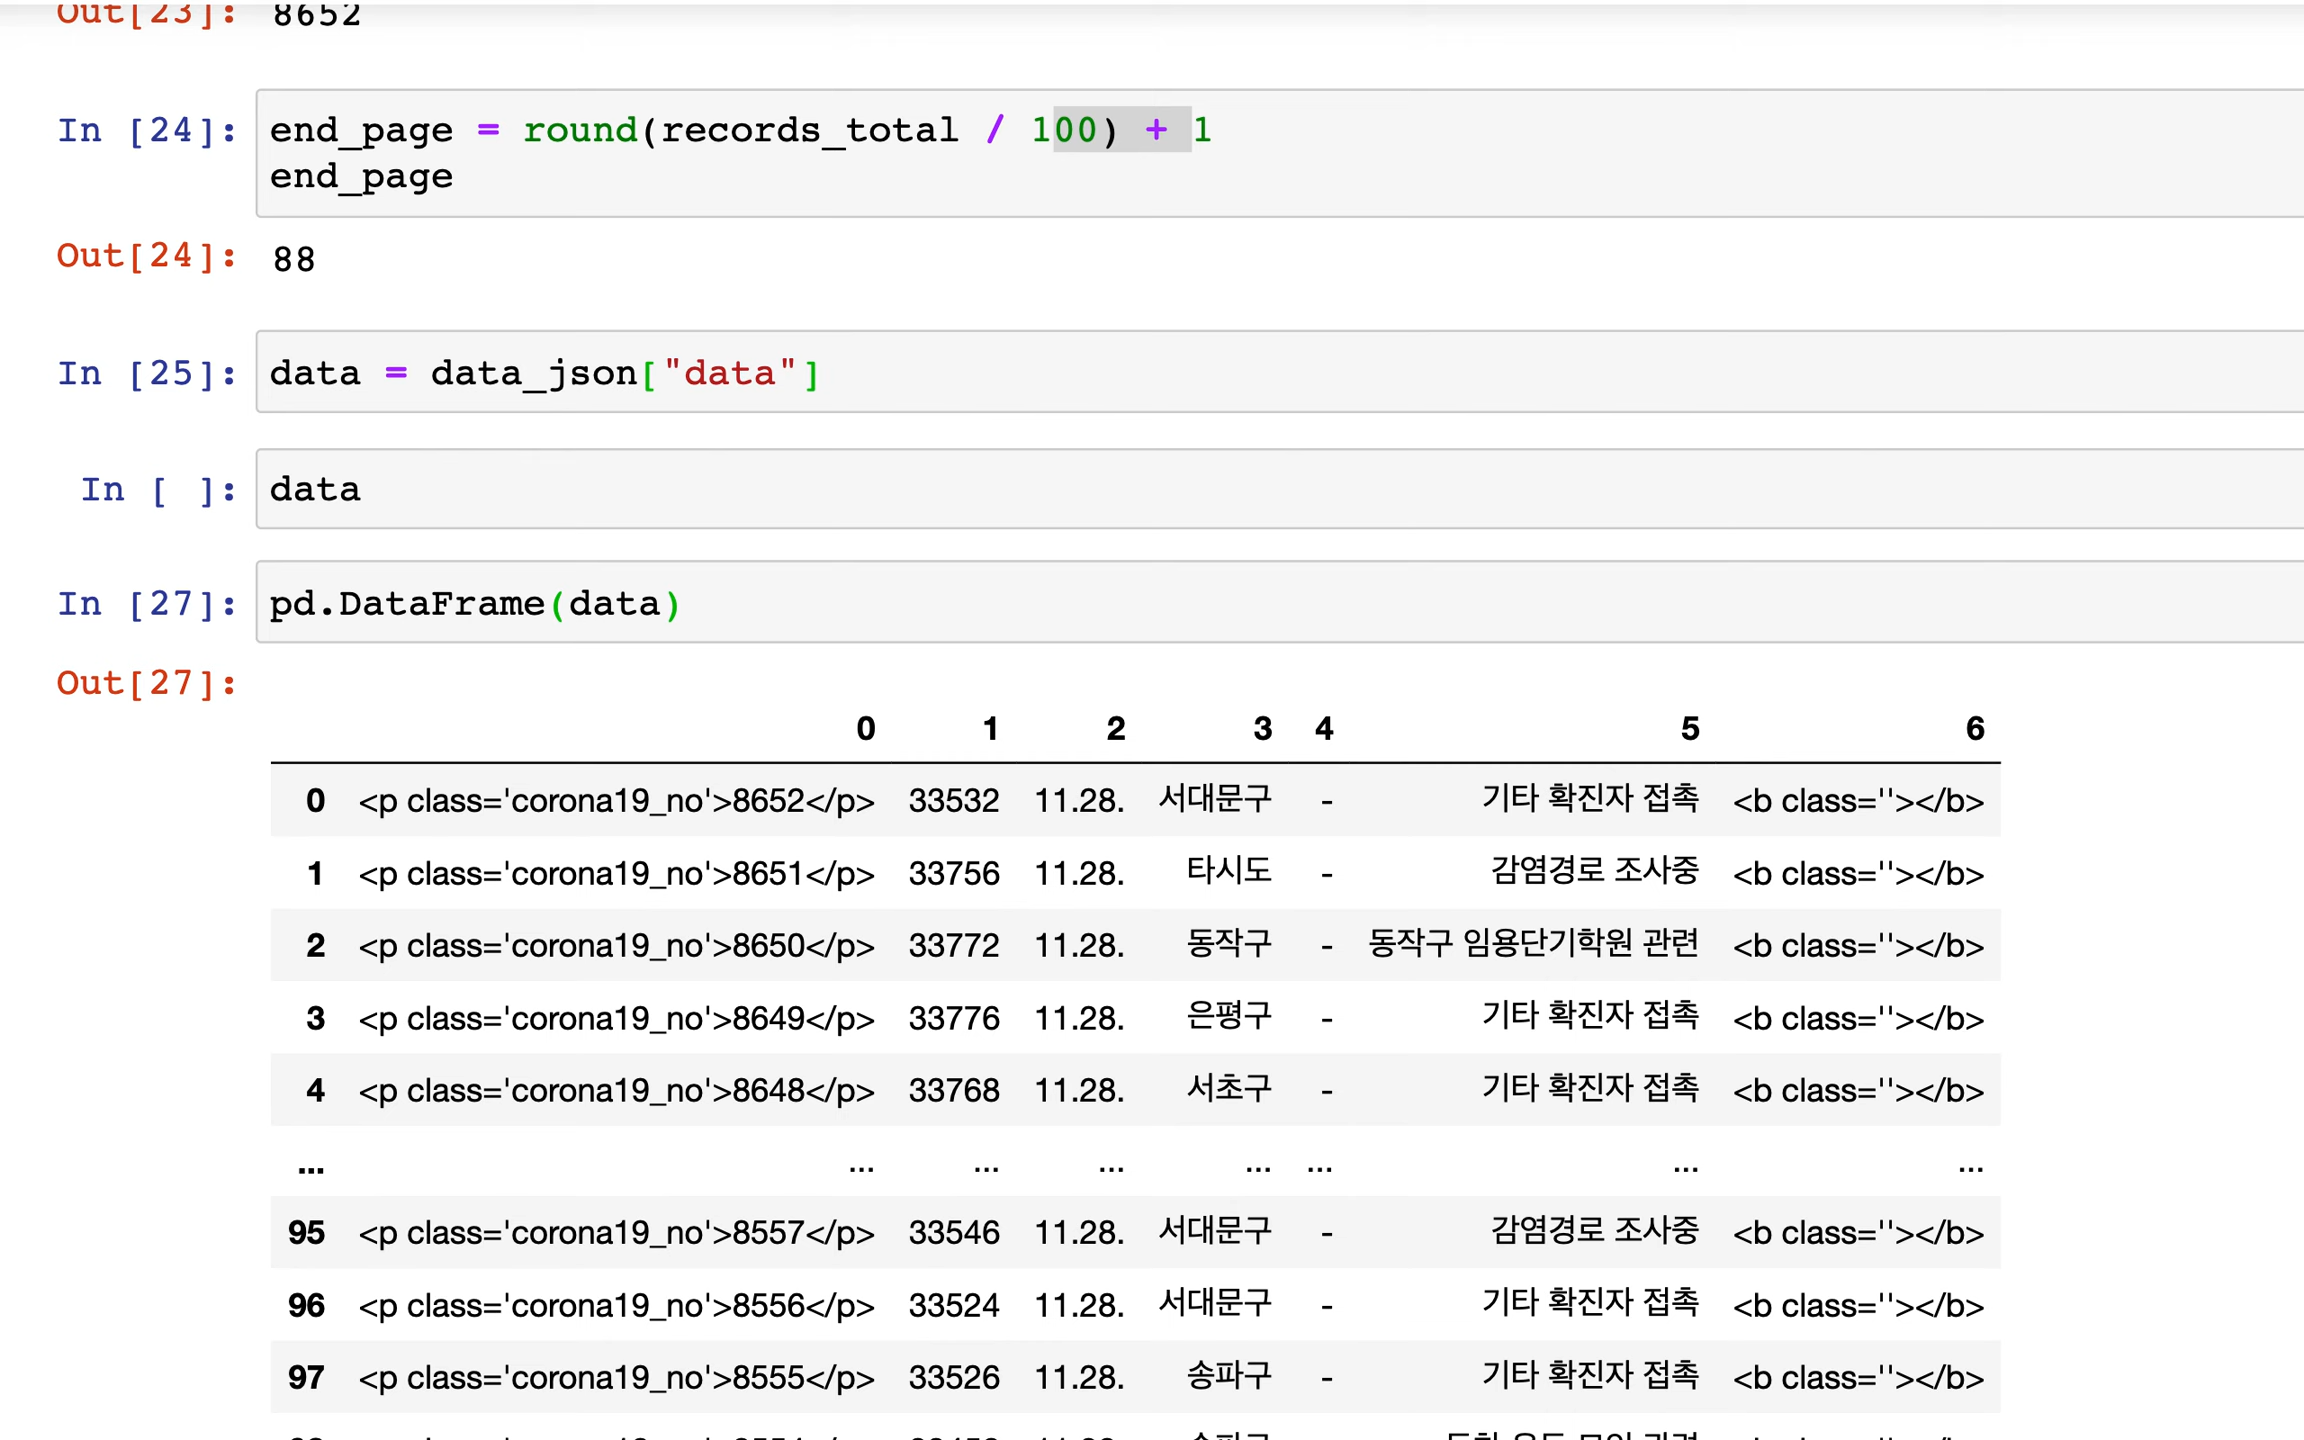 Out[23]: 8652
In [24]: end_page = round(records_total / 100) + 1
end_page
Out[24]: 88
In [25]: data = data_json["data"]
In [ ]: data
In [27]: pd.DataFrame(data)
Out[27]:
0 1 2 3 4 5 6
0 <p class='corona19_no'>8652</p> 33532 11.28. 서대문구 - 기타 확진자 접촉 <b class=''></b>
1 <p class='corona19_no'>8651</p> 33756 11.28. 타시도 - 감염경로 조사중 <b class=''></b>
2 <p class='corona19_no'>8650</p> 33772 11.28. 동작구 - 동작구 임용단기학원 관련 <b class=''></b>
3 <p class='corona19_no'>8649</p> 33776 11.28. 은평구 - 기타 확진자 접촉 <b class=''></b>
4 <p class='corona19_no'>8648</p> 33768 11.28. 서초구 - 기타 확진자 접촉 <b class=''></b>
... ... ... ... ... ... ... ...
95 <p class='corona19_no'>8557</p> 33546 11.28. 서대문구 - 감염경로 조사중 <b class=''></b>
96 <p class='corona19_no'>8556</p> 33524 11.28. 서대문구 - 기타 확진자 접촉 <b class=''></b>
97 <p class='corona19_no'>8555</p> 33526 11.28. 송파구 - 기타 확진자 접촉 <b class=''></b>